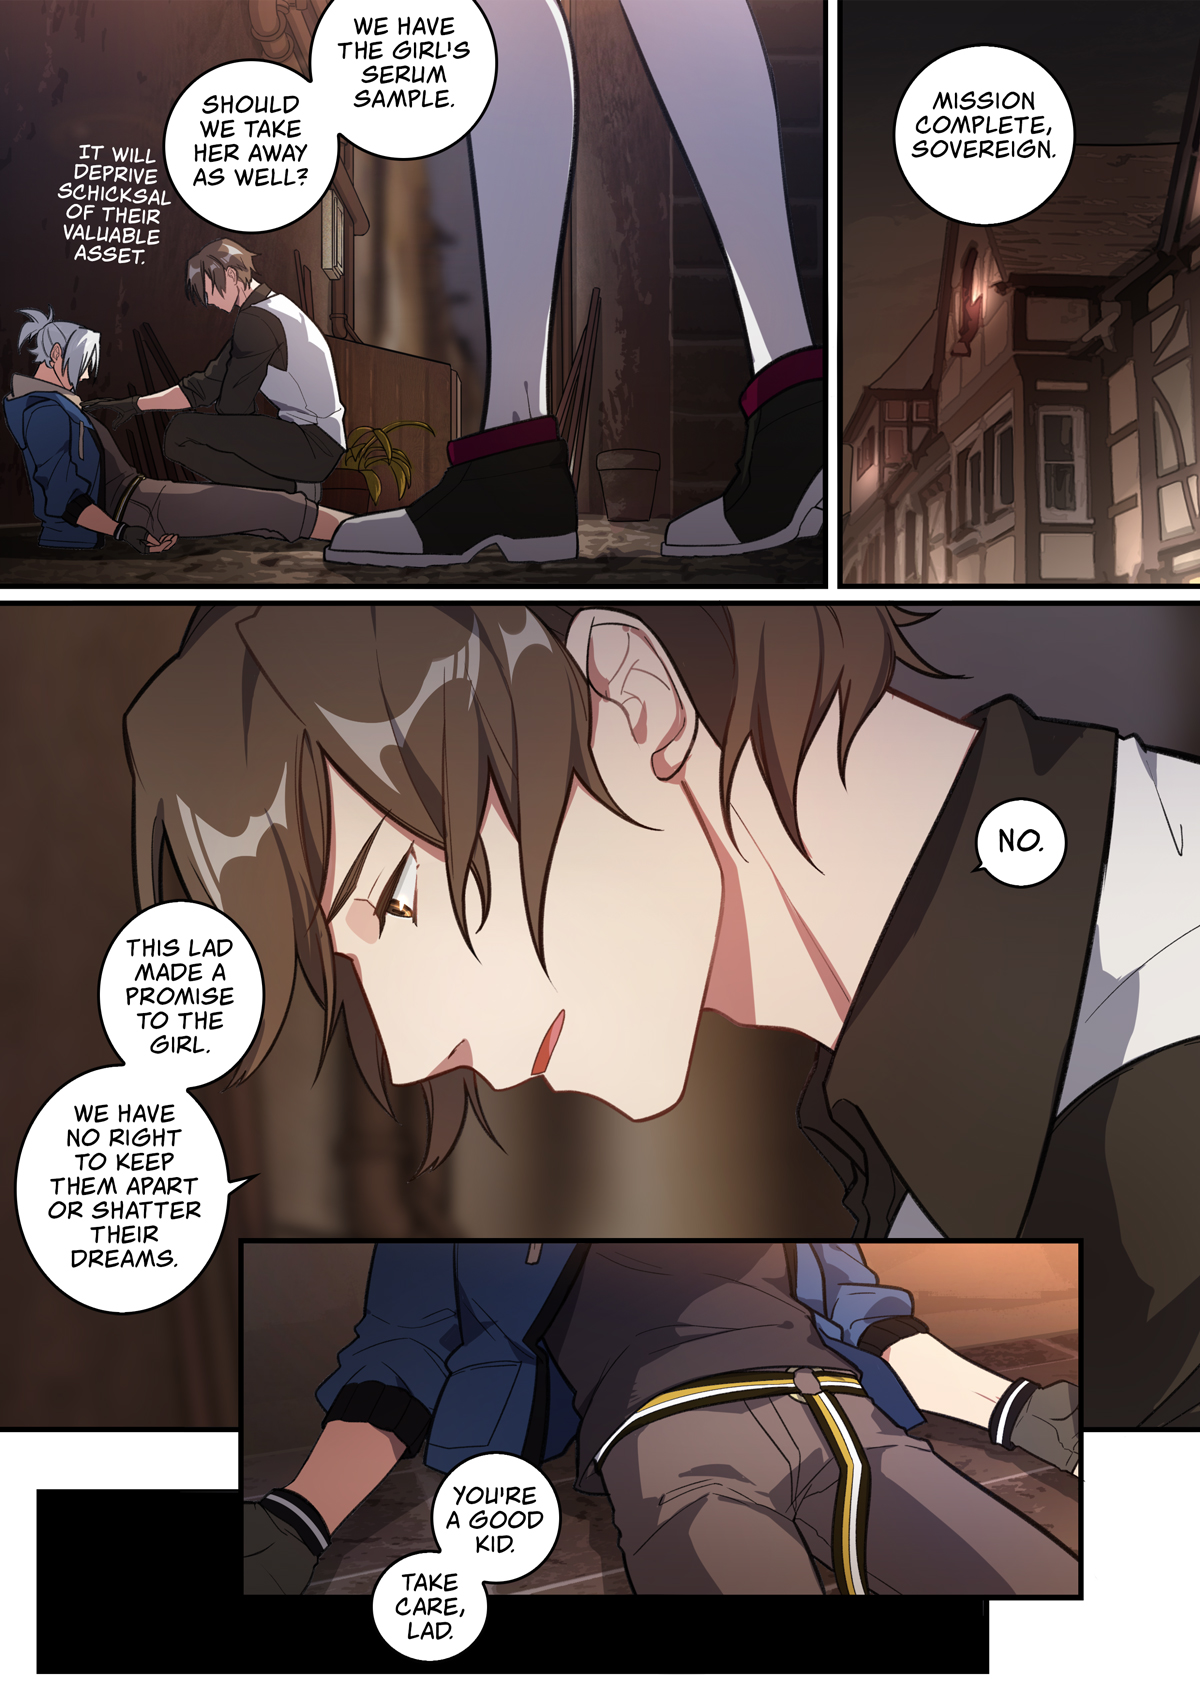 MISSION
COMPLETE,
SOVEREIGN.
WE HAVE
THE GIRL'S
SERUM
SAMPLE.
SHOULD
WE TAKE
HER AWAY
AS WELL?
IT WILL
DEPRIVE
SCHICKSAL
OF THEIR
VALUABLE
ASSET.
NO.
THIS LAD
MADE A
PROMISE
TO THE
GIRL.
WE HAVE
NO RIGHT
TO KEEP
THEM APART
OR SHATTER
THEIR
DREAMS.
YOU'RE
A GOOD
KID.
TAKE
CARE,
LAD.